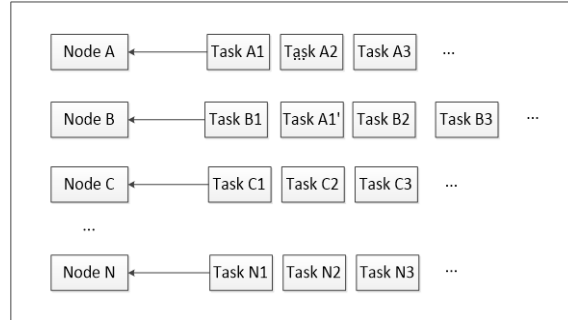 Node A Task A1 Task A2 Task A3 ...
...
Node B Task B1 Task A1' Task B2 Task B3 ...
Node C Task C1 Task C2 Task C3 ...
...
Node N Task N1 Task N2 Task N3 ...